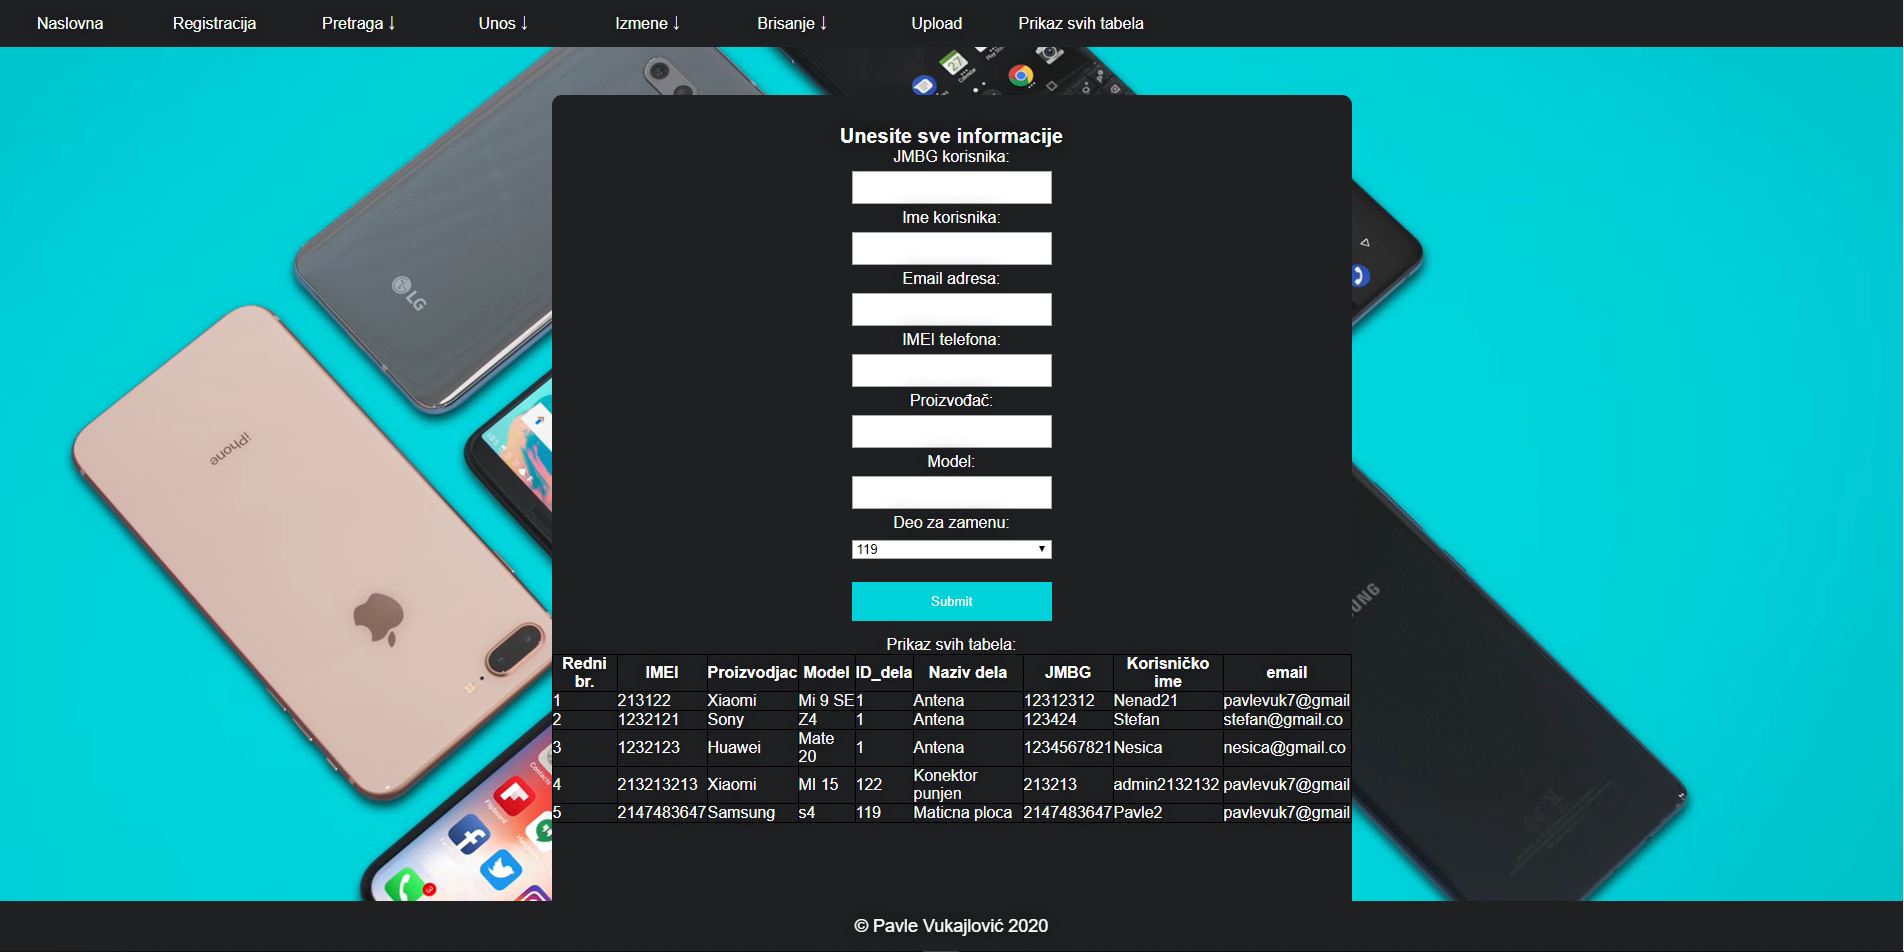 Naslovna Registracija Pretraga ↓ Unos ↓ Izmene ↓ Brisanje ↓ Upload Prikaz svih tabela
27
Calendar
LG
iPhone
Unesite sve informacije
JMBG korisnika:
Ime korisnika:
Email adresa:
IMEI telefona:
Proizvođač:
Model:
Deo za zamenu:
119
Submit
Prikaz svih tabela:
Redni br. IMEI Proizvodjac Model ID_dela Naziv dela JMBG Korisničko ime email
1 213122 Xiaomi Mi 9 SE 1 Antena 12312312 Nenad21 pavlevuk7@gmail
2 1232121 Sony Z4 1 Antena 123424 Stefan stefan@gmail.co
3 1232123 Huawei Mate 20 1 Antena 1234567821 Nesica nesica@gmail.co
4 213213213 Xiaomi MI 15 122 Konektor punjen 213213 admin2132132 pavlevuk7@gmail
5 2147483647 Samsung s4 119 Maticna ploca 2147483647 Pavle2 pavlevuk7@gmail
Contacts
Flipboard
Twitter
© Pavle Vukajlović 2020